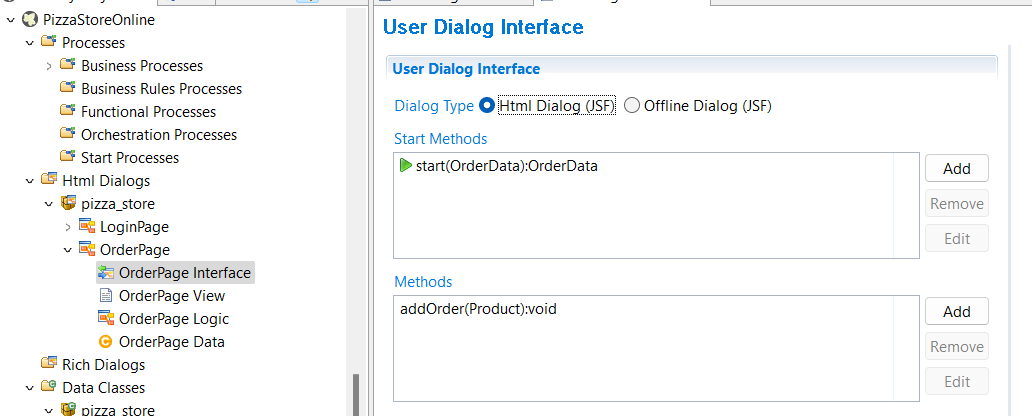 PizzaStoreOnline
Processes
Business Processes
Business Rules Processes
Functional Processes
Orchestration Processes
Start Processes
Html Dialogs
pizza_store
LoginPage
OrderPage
OrderPage Interface
OrderPage View
OrderPage Logic
OrderPage Data
Rich Dialogs
Data Classes
pizza_store
User Dialog Interface
User Dialog Interface
Dialog Type Html Dialog (JSF) Offline Dialog (JSF)
Start Methods
start(OrderData):OrderData
Add
Remove
Edit
Methods
addOrder(Product):void
Add
Remove
Edit